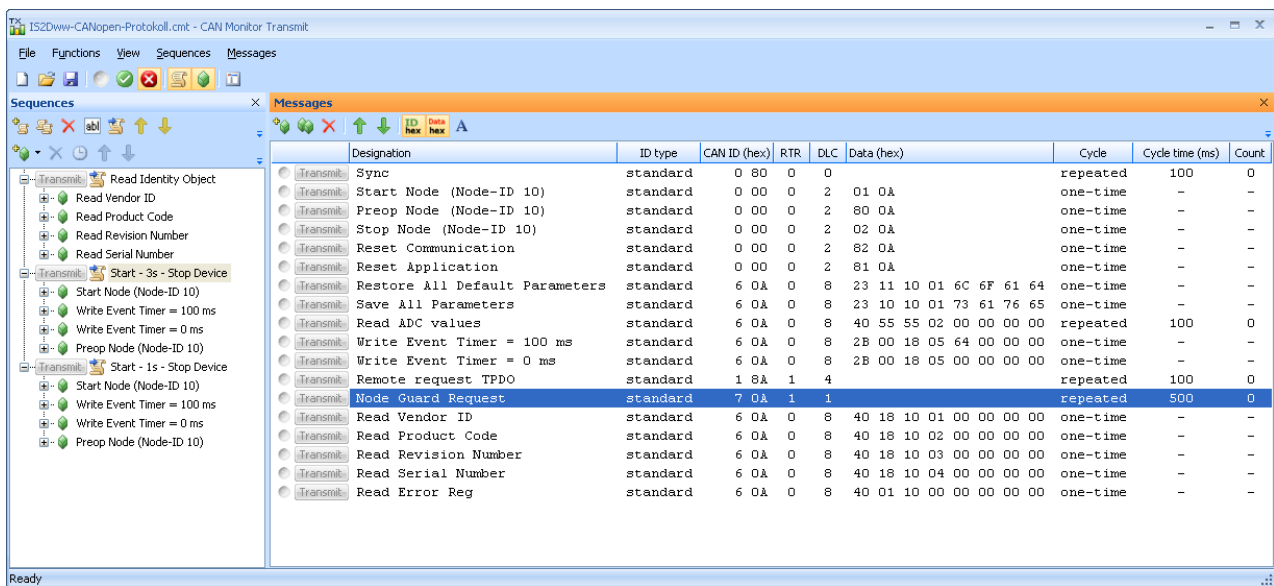 IS2Dww-CANopen-Protokoll.cmt - CAN Monitor Transmit
File Functions View Sequences Messages
Sequences
Messages
abl
ID hex Data hex A
Transmit Read Identity Object
Read Vendor ID
Read Product Code
Read Revision Number
Read Serial Number
Transmit Start - 3s - Stop Device
Start Node (Node-ID 10)
Write Event Timer = 100 ms
Write Event Timer = 0 ms
Preop Node (Node-ID 10)
Transmit Start - 1s - Stop Device
Start Node (Node-ID 10)
Write Event Timer = 100 ms
Write Event Timer = 0 ms
Preop Node (Node-ID 10)
Designation ID type CAN ID (hex) RTR DLC Data (hex) Cycle Cycle time (ms) Count
Transmit Sync standard 0 80 0 0 repeated 100 0
Transmit Start Node (Node-ID 10) standard 0 00 0 2 01 0A one-time - -
Transmit Preop Node (Node-ID 10) standard 0 00 0 2 80 0A one-time - -
Transmit Stop Node (Node-ID 10) standard 0 00 0 2 02 0A one-time - -
Transmit Reset Communication standard 0 00 0 2 82 0A one-time - -
Transmit Reset Application standard 0 00 0 2 81 0A one-time - -
Transmit Restore All Default Parameters standard 6 0A 0 8 23 11 10 01 6C 6F 61 64 one-time - -
Transmit Save All Parameters standard 6 0A 0 8 23 10 10 01 73 61 76 65 one-time - -
Transmit Read ADC values standard 6 0A 0 8 40 55 55 02 00 00 00 00 repeated 100 0
Transmit Write Event Timer = 100 ms standard 6 0A 0 8 2B 00 18 05 64 00 00 00 one-time - -
Transmit Write Event Timer = 0 ms standard 6 0A 0 8 2B 00 18 05 00 00 00 00 one-time - -
Transmit Remote request TPDO standard 1 8A 1 4 repeated 100 0
Transmit Node Guard Request standard 7 0A 1 1 repeated 500 0
Transmit Read Vendor ID standard 6 0A 0 8 40 18 10 01 00 00 00 00 one-time - -
Transmit Read Product Code standard 6 0A 0 8 40 18 10 02 00 00 00 00 one-time - -
Transmit Read Revision Number standard 6 0A 0 8 40 18 10 03 00 00 00 00 one-time - -
Transmit Read Serial Number standard 6 0A 0 8 40 18 10 04 00 00 00 00 one-time - -
Transmit Read Error Reg standard 6 0A 0 8 40 01 10 00 00 00 00 00 one-time - -
Ready